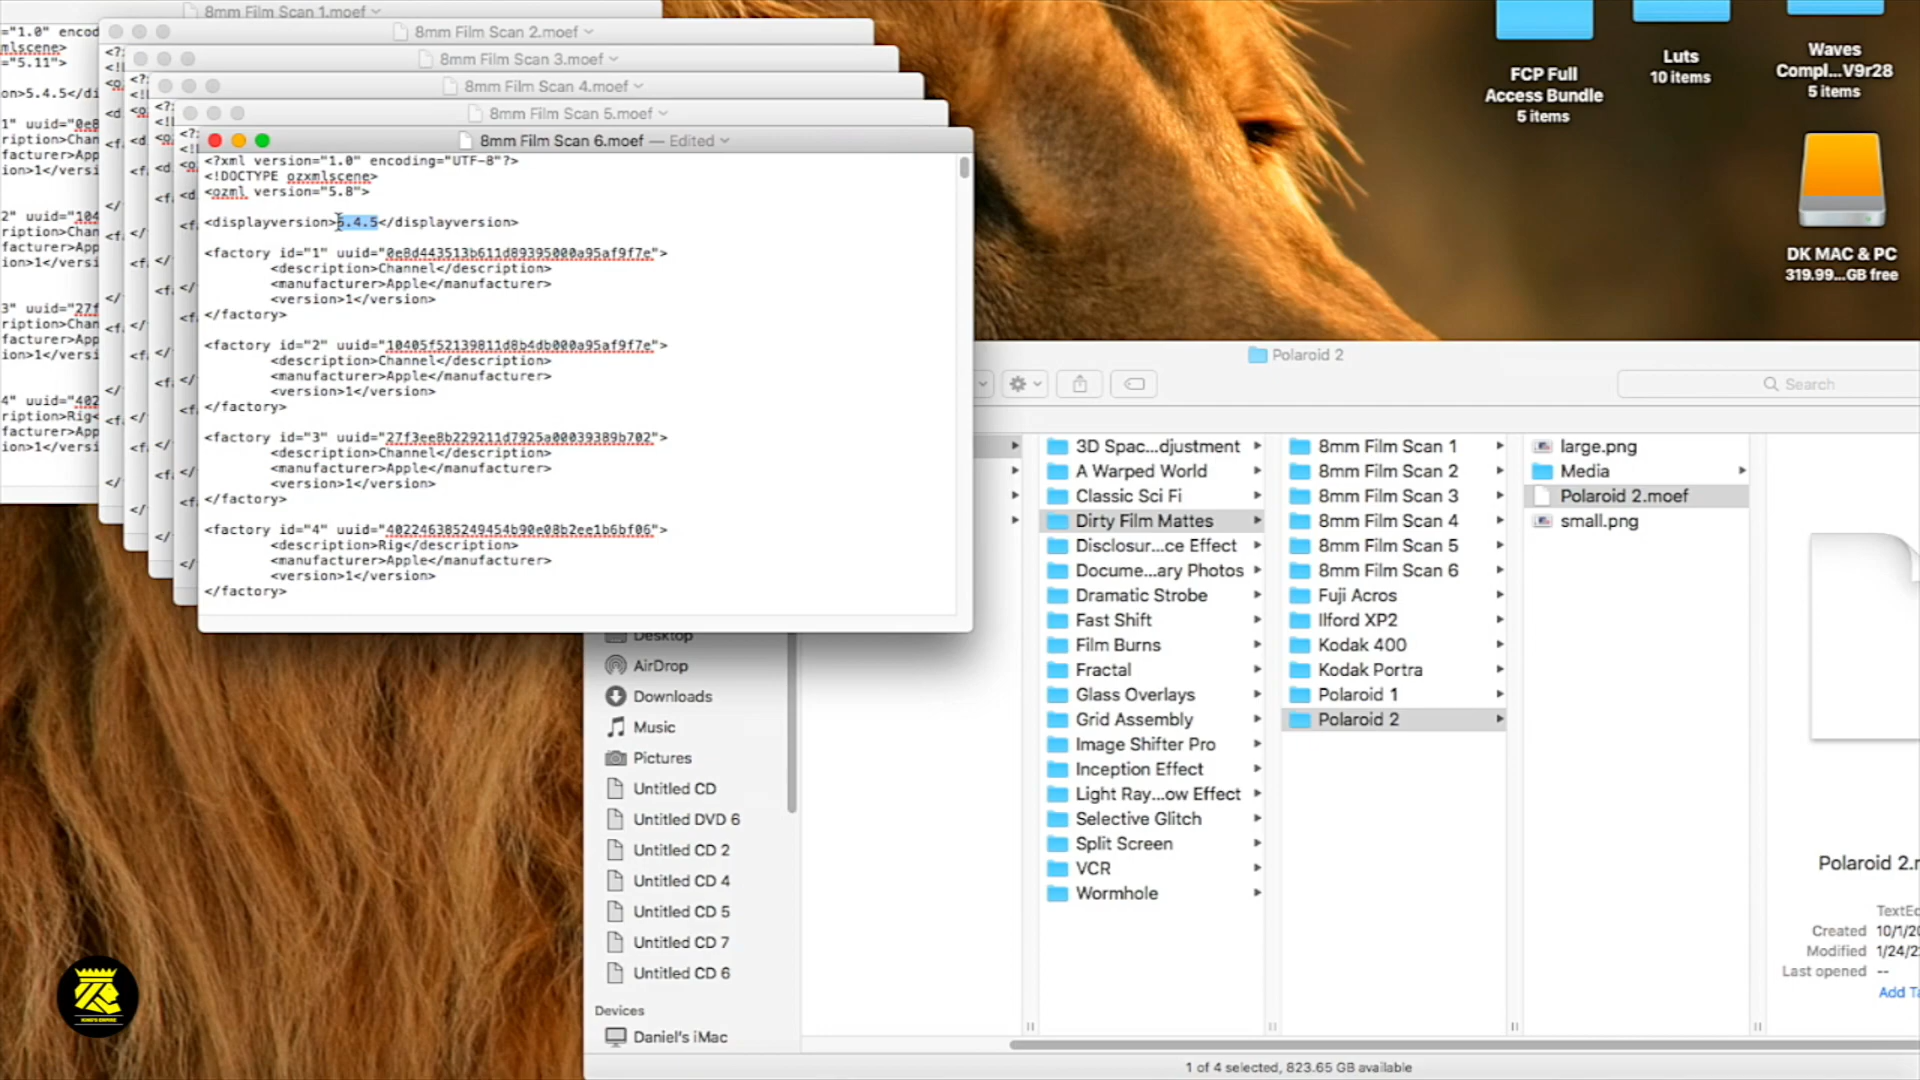 8mm Film Scan 1.moef
8mm Film Scan 2.moef
8mm Film Scan 3.moef
8mm Film Scan 4.moef
8mm Film Scan 5.moef
8mm Film Scan 6.moef — Edited
<?xml version="1.0" encoding="UTF-8"?>
<!DOCTYPE ozxmlscene>
<ozml version="5.8">
<displayversion>5.4.5</displayversion>
<factory id="1" uuid="0e8d443513b611d89395000a95af9f7e">
<description>Channel</description>
<manufacturer>Apple</manufacturer>
<version>1</version>
</factory>
<factory id="2" uuid="10405f52139811d8b4db000a95af9f7e">
<description>Channel</description>
<manufacturer>Apple</manufacturer>
<version>1</version>
</factory>
<factory id="3" uuid="27f3ee8b229211d7925a00039389b702">
<description>Channel</description>
<manufacturer>Apple</manufacturer>
<version>1</version>
</factory>
<factory id="4" uuid="402246385249454b90e08b2ee1b6bf06">
<description>Rig</description>
<manufacturer>Apple</manufacturer>
<version>1</version>
</factory>
FCP Full
Access Bundle
5 items
Luts
10 items
Waves
Compl...V9r28
5 items
DK MAC & PC
319.99...GB free
Polaroid 2
Search
Desktop
AirDrop
Downloads
Music
Pictures
Untitled CD
Untitled DVD 6
Untitled CD 2
Untitled CD 4
Untitled CD 5
Untitled CD 7
Untitled CD 6
Devices
Daniel's iMac
3D Spac...djustment
A Warped World
Classic Sci Fi
Dirty Film Mattes
Disclosur...ce Effect
Docume...ary Photos
Dramatic Strobe
Fast Shift
Film Burns
Fractal
Glass Overlays
Grid Assembly
Image Shifter Pro
Inception Effect
Light Ray...ow Effect
Selective Glitch
Split Screen
VCR
Wormhole
8mm Film Scan 1
8mm Film Scan 2
8mm Film Scan 3
8mm Film Scan 4
8mm Film Scan 5
8mm Film Scan 6
Fuji Acros
Ilford XP2
Kodak 400
Kodak Portra
Polaroid 1
Polaroid 2
large.png
Media
Polaroid 2.moef
small.png
Polaroid 2.m
TextEd
Created 10/1/20
Modified 1/24/2
Last opened --
Add Ta
1 of 4 selected, 823.65 GB available